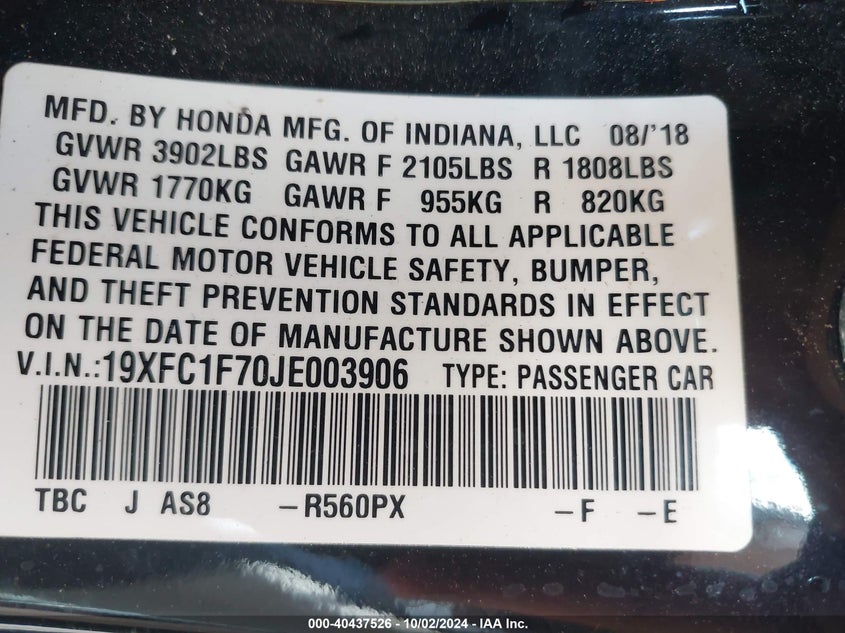 MFD. BY HONDA MFG. OF INDIANA, LLC 08/'18
GVWR 3902LBS GAWR F 2105LBS R 1808LBS
GVWR 1770KG GAWR F 955KG R 820KG
THIS VEHICLE CONFORMS TO ALL APPLICABLE
FEDERAL MOTOR VEHICLE SAFETY, BUMPER,
AND THEFT PREVENTION STANDARDS IN EFFECT
ON THE DATE OF MANUFACTURE SHOWN ABOVE.
V.I.N.:19XFC1F70JE003906 TYPE: PASSENGER CAR
TBC J AS8 –R560PX –F –E
000-40437526 - 10/02/2024 - IAA Inc.